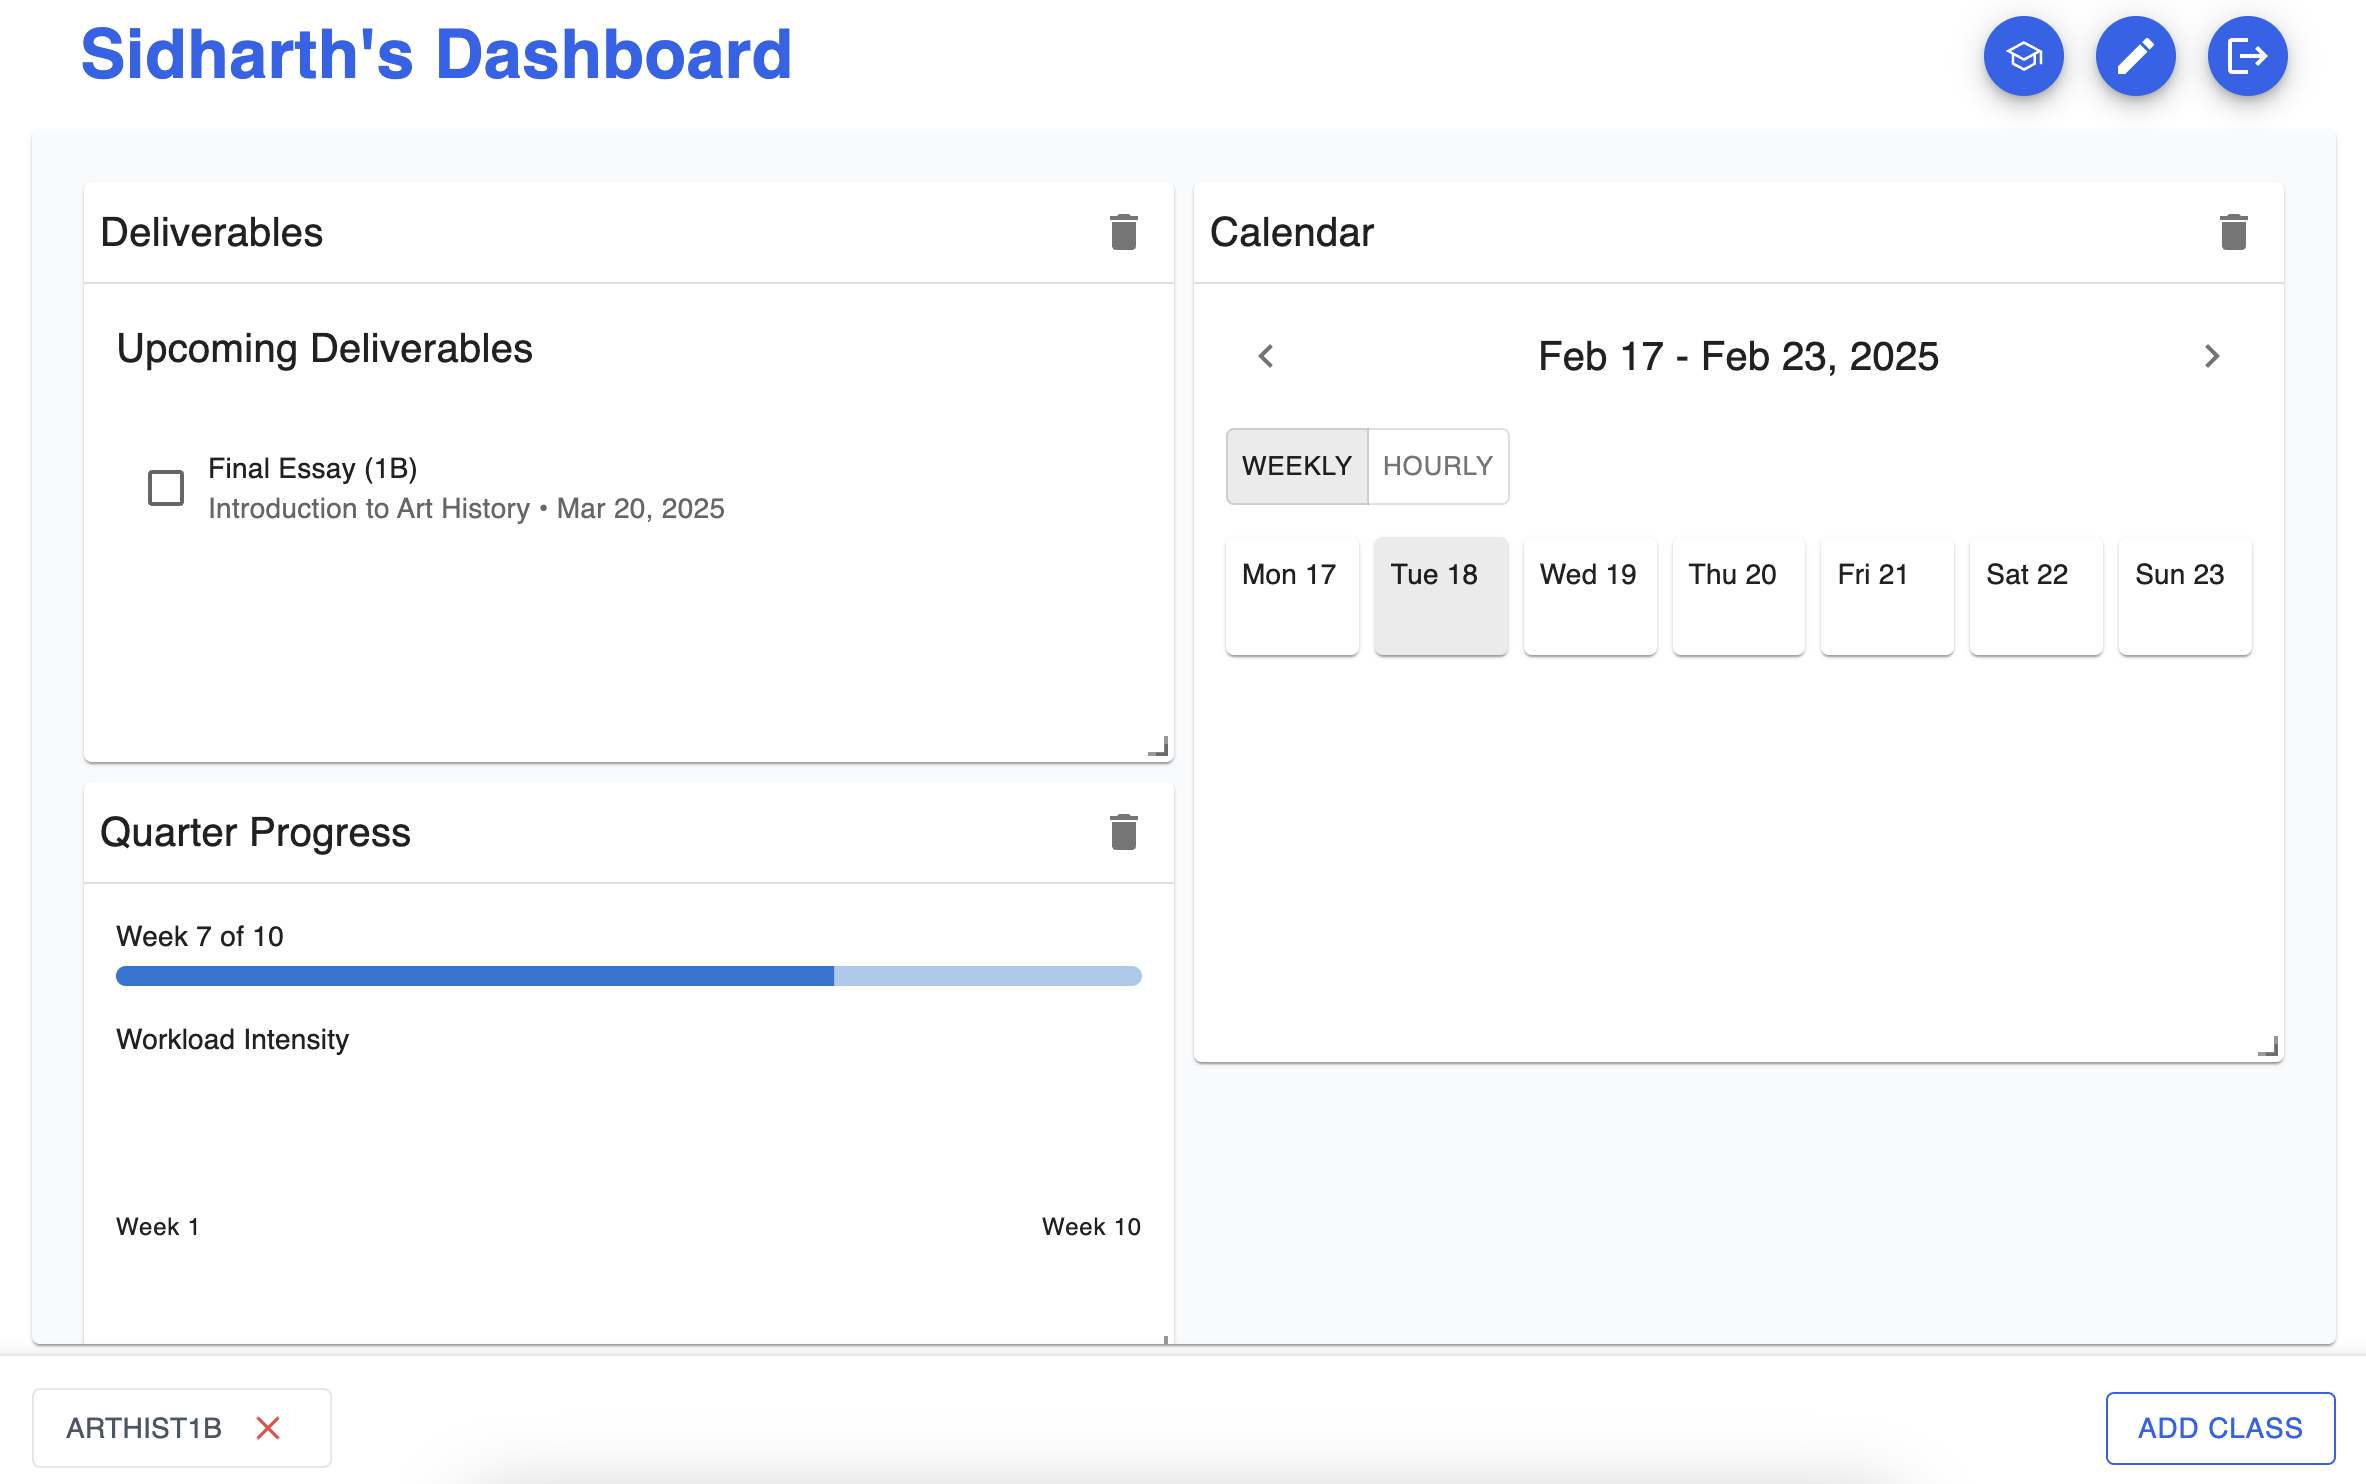 Sidharth's Dashboard
Deliverables
Upcoming Deliverables
Final Essay (1B)
Introduction to Art History • Mar 20, 2025
Quarter Progress
Week 7 of 10
Workload Intensity
Week 1 Week 10
Calendar
Feb 17 - Feb 23, 2025
WEEKLY HOURLY
Mon 17 Tue 18 Wed 19 Thu 20 Fri 21 Sat 22 Sun 23
ARTHIST1B
ADD CLASS